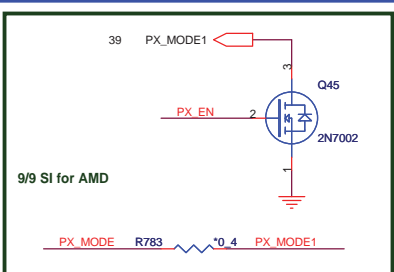 39 PX_MODE1
3
Q45
PX_EN 2
2N7002
1
9/9 SI for AMD
PX_MODE R783 *0_4 PX_MODE1